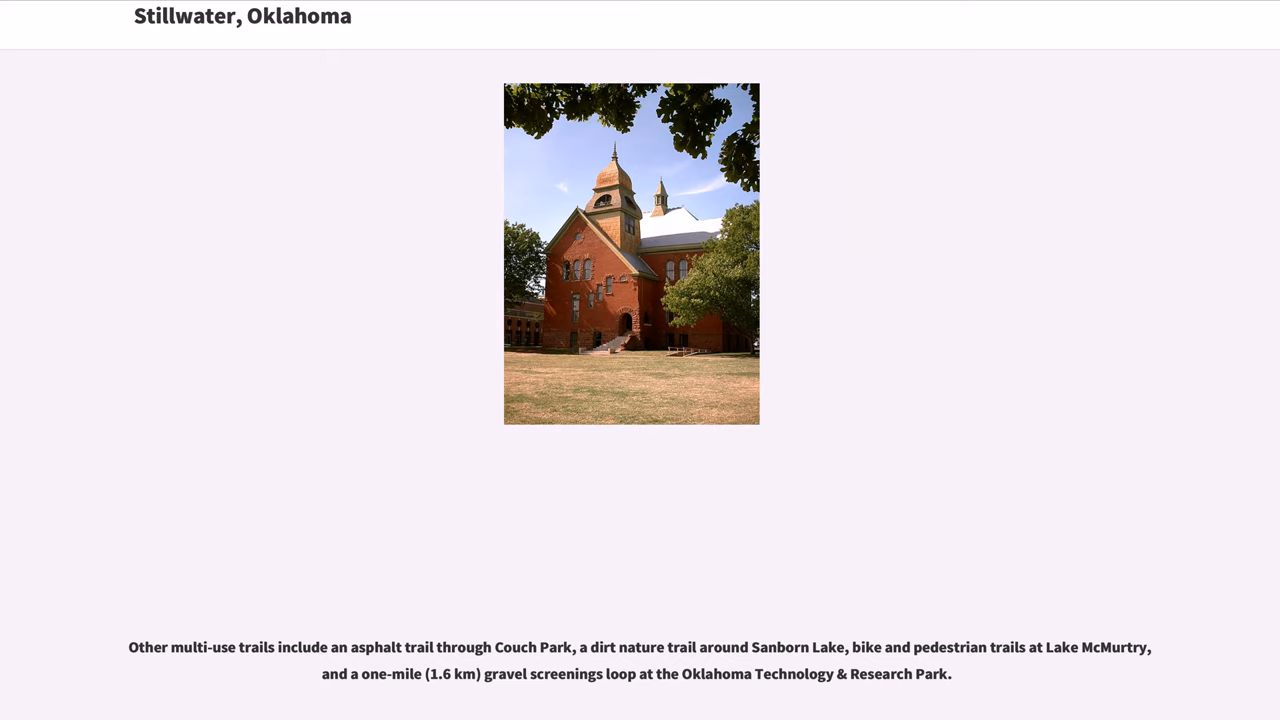 Stillwater, Oklahoma
Other multi-use trails include an asphalt trail through Couch Park, a dirt nature trail around Sanborn Lake, bike and pedestrian trails at Lake McMurtry,
and a one-mile (1.6 km) gravel screenings loop at the Oklahoma Technology & Research Park.